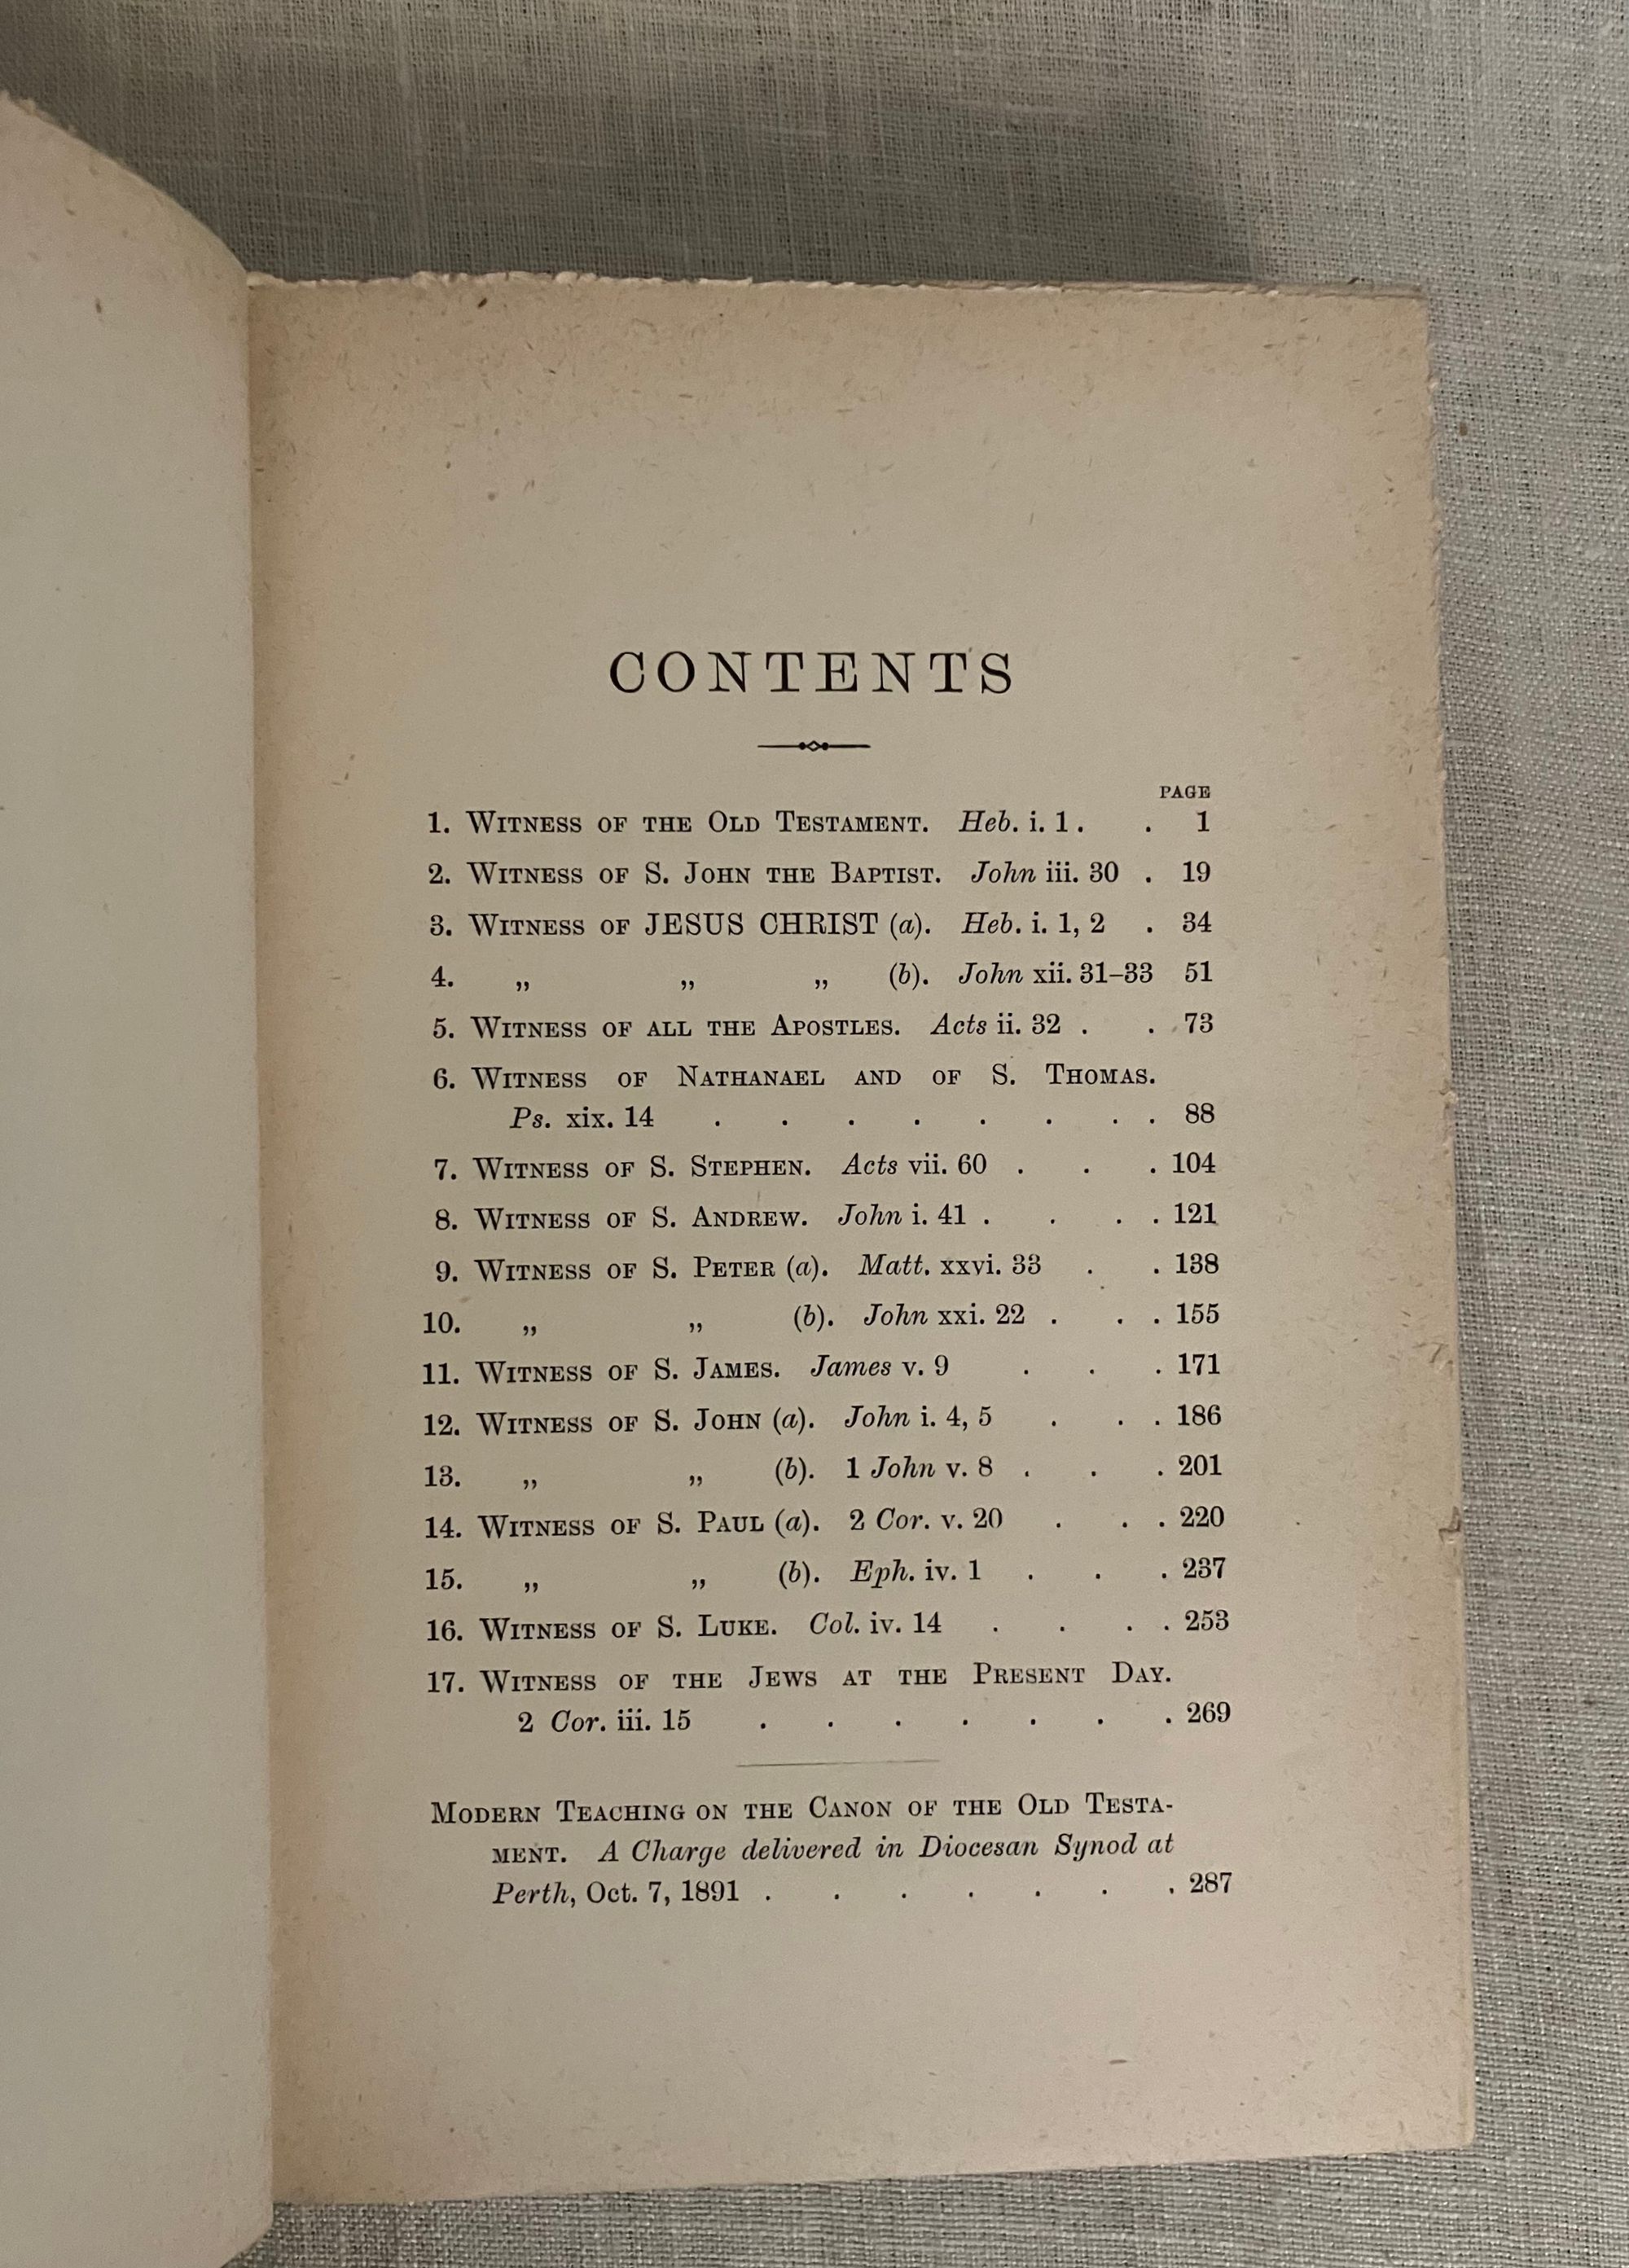 CONTENTS
PAGE
1. WITNESS OF THE OLD TESTAMENT. Heb. i. 1 . . 1
2. WITNESS OF S. JOHN THE BAPTIST. John iii. 30 . 19
3. WITNESS OF JESUS CHRIST (a). Heb. i. 1, 2 . 34
4. „ „ „ (b). John xii. 31–33 51
5. WITNESS OF ALL THE APOSTLES. Acts ii. 32 . . 73
6. WITNESS OF NATHANAEL AND OF S. THOMAS.
Ps. xix. 14 . . . . . . . . 88
7. WITNESS OF S. STEPHEN. Acts vii. 60 . . . 104
8. WITNESS OF S. ANDREW. John i. 41 . . . . 121
9. WITNESS OF S. PETER (a). Matt. xxvi. 33 . . 138
10. „ „ (b). John xxi. 22 . . . 155
11. WITNESS OF S. JAMES. James v. 9 . . . 171
12. WITNESS OF S. JOHN (a). John i. 4, 5 . . . 186
13. „ „ (b). 1 John v. 8 . . . 201
14. WITNESS OF S. PAUL (a). 2 Cor. v. 20 . . . 220
15. „ „ (b). Eph. iv. 1 . . . 237
16. WITNESS OF S. LUKE. Col. iv. 14 . . . . 253
17. WITNESS OF THE JEWS AT THE PRESENT DAY.
2 Cor. iii. 15 . . . . . . . 269
MODERN TEACHING ON THE CANON OF THE OLD TESTA-
MENT. A Charge delivered in Diocesan Synod at
Perth, Oct. 7, 1891 . . . . . . . 287